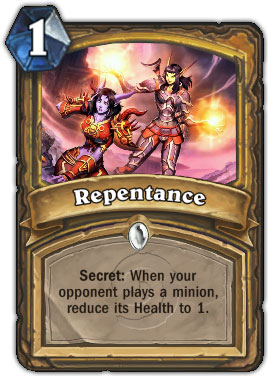 1
Repentance
Secret: When your
opponent plays a minion,
reduce its Health to 1.